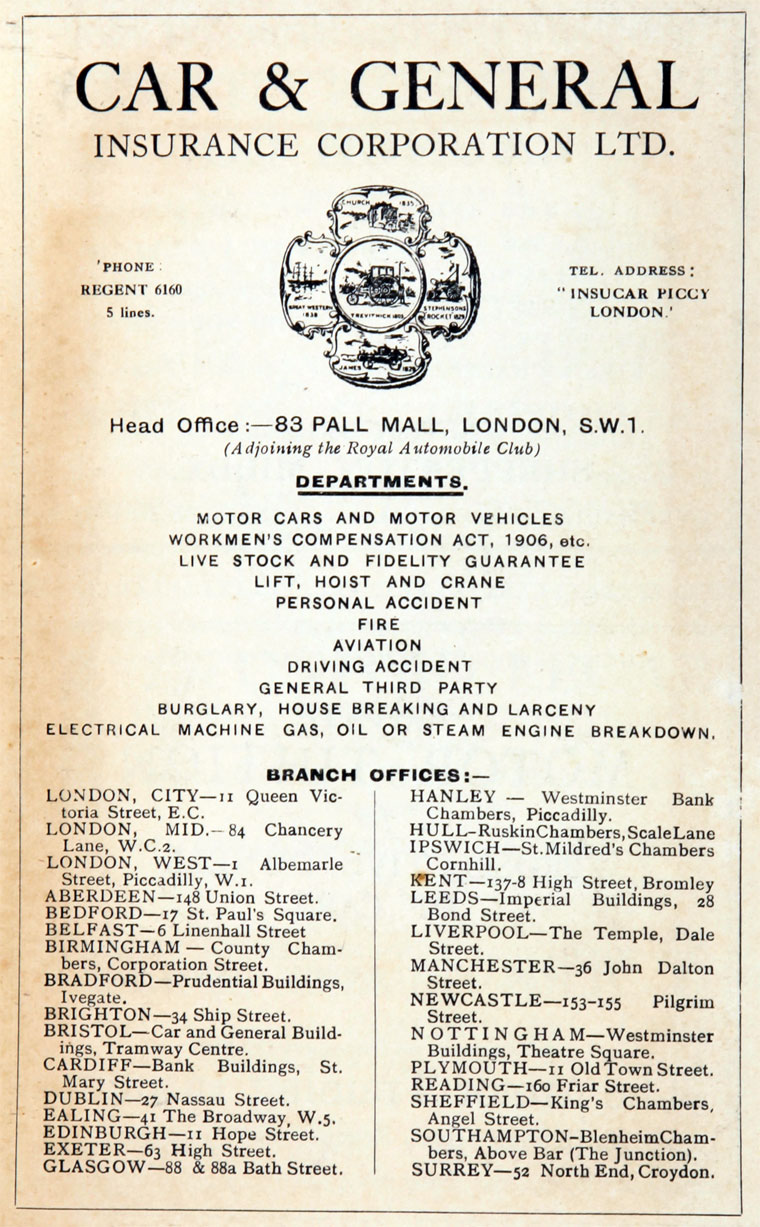 CAR & GENERAL
INSURANCE CORPORATION LTD.
'PHONE:
REGENT 6160
5 lines.
CHURCH 1835
GREAT WESTERN
1838
TREVITHICK 1803
STEPHENSONS
ROCKET 1829
JAMES 1829
TEL. ADDRESS:
"INSUCAR PICCY
LONDON.'
Head Office:—83 PALL MALL, LONDON, S.W.1.
(Adjoining the Royal Automobile Club)
DEPARTMENTS.
MOTOR CARS AND MOTOR VEHICLES
WORKMEN'S COMPENSATION ACT, 1906, etc.
LIVE STOCK AND FIDELITY GUARANTEE
LIFT, HOIST AND CRANE
PERSONAL ACCIDENT
FIRE
AVIATION
DRIVING ACCIDENT
GENERAL THIRD PARTY
BURGLARY, HOUSE BREAKING AND LARCENY
ELECTRICAL MACHINE GAS, OIL OR STEAM ENGINE BREAKDOWN.
BRANCH OFFICES:—
LONDON, CITY—11 Queen Vic-
toria Street, E.C.
LONDON, MID.—84 Chancery
Lane, W.C.2.
LONDON, WEST—1 Albemarle
Street, Piccadilly, W.1.
ABERDEEN—148 Union Street.
BEDFORD—17 St. Paul's Square.
BELFAST—6 Linenhall Street
BIRMINGHAM — County Cham-
bers, Corporation Street.
BRADFORD—Prudential Buildings,
Ivegate.
BRIGHTON—34 Ship Street.
BRISTOL—Car and General Build-
ings, Tramway Centre.
CARDIFF—Bank Buildings, St.
Mary Street.
DUBLIN—27 Nassau Street.
EALING—41 The Broadway, W.5.
EDINBURGH—11 Hope Street.
EXETER—63 High Street.
GLASGOW—88 & 88a Bath Street.
HANLEY — Westminster Bank
Chambers, Piccadilly.
HULL-Ruskin Chambers, Scale Lane
IPSWICH—St. Mildred's Chambers
Cornhill.
KENT—137-8 High Street, Bromley
LEEDS—Imperial Buildings, 28
Bond Street.
LIVERPOOL—The Temple, Dale
Street.
MANCHESTER—36 John Dalton
Street.
NEWCASTLE—153-155 Pilgrim
Street.
NOTTINGHAM—Westminster
Buildings, Theatre Square.
PLYMOUTH—11 Old Town Street.
READING—160 Friar Street.
SHEFFIELD—King's Chambers,
Angel Street.
SOUTHAMPTON-Blenheim Cham-
bers, Above Bar (The Junction).
SURREY—52 North End, Croydon.